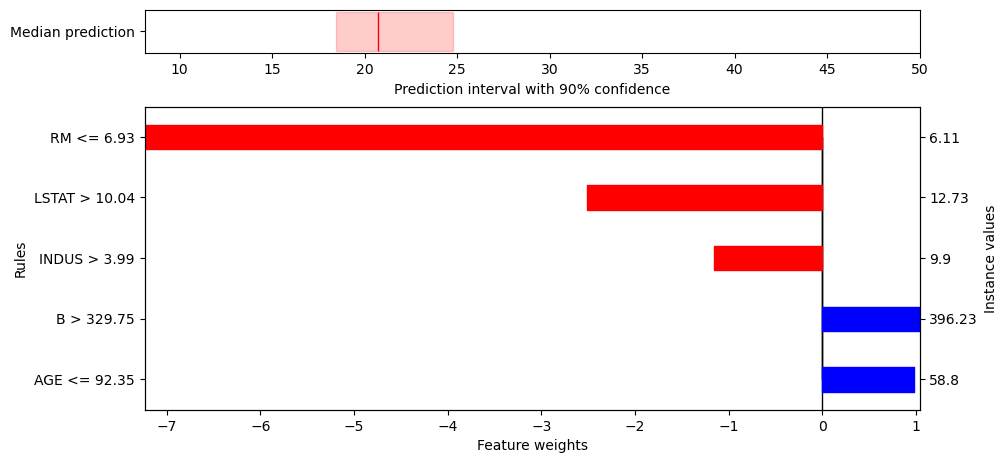 Median prediction
10 15 20 25 30 35 40 45 50
Prediction interval with 90% confidence
Rules
RM <= 6.93 6.11
LSTAT > 10.04 12.73
INDUS > 3.99 9.9
B > 329.75 396.23
AGE <= 92.35 58.8
Instance values
−7 −6 −5 −4 −3 −2 −1 0 1
Feature weights